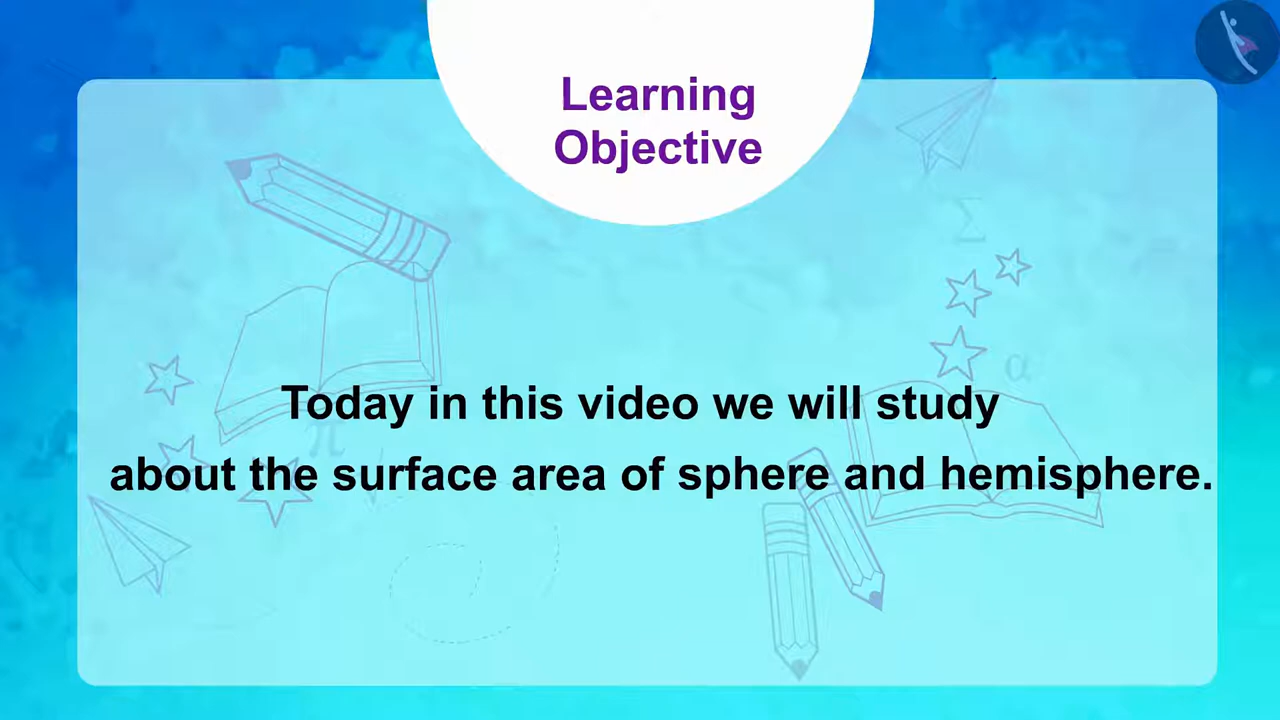 Learning
Objective
Σ
α
Today in this video we will study
π
about the surface area of sphere and hemisphere.